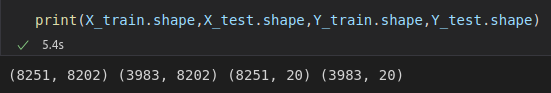 print(X_train.shape,X_test.shape,Y_train.shape,Y_test.shape)
✓ 5.4s
(8251, 8202) (3983, 8202) (8251, 20) (3983, 20)